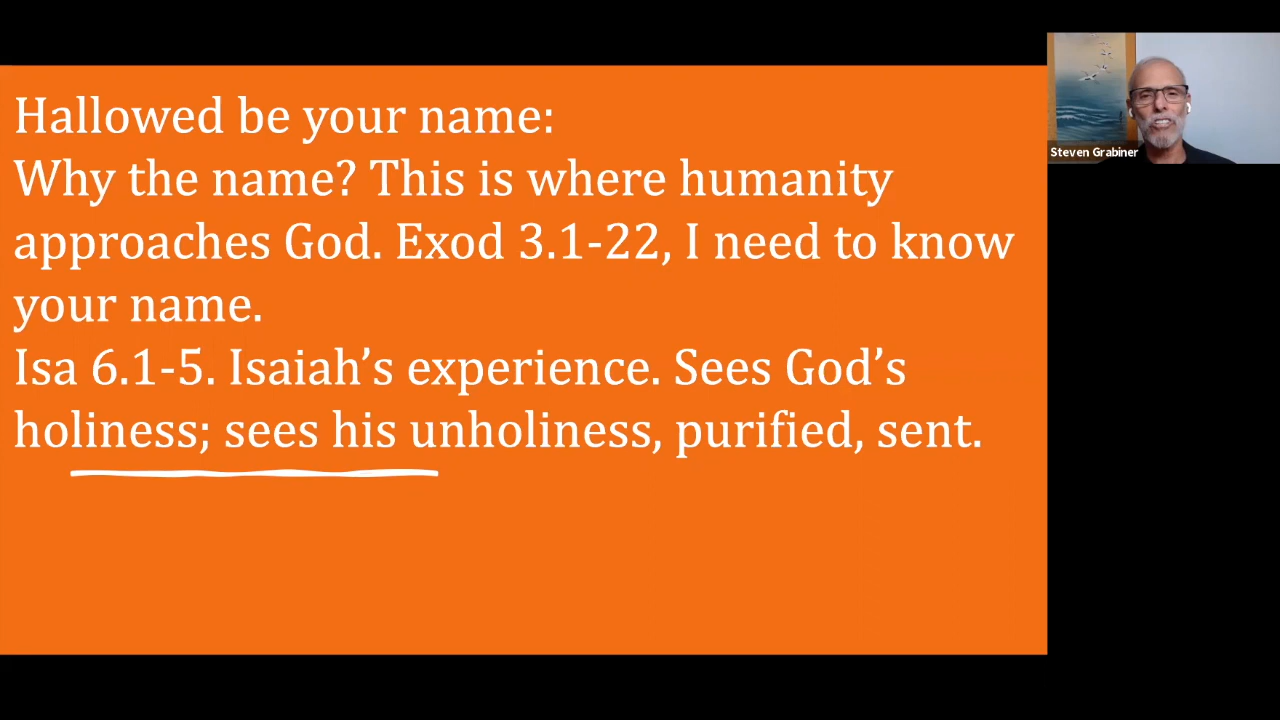 Hallowed be your name:
Why the name? This is where humanity
approaches God. Exod 3.1-22, I need to know
your name.
Isa 6.1-5. Isaiah’s experience. Sees God’s
holiness; sees his unholiness, purified, sent.
Steven Grabiner